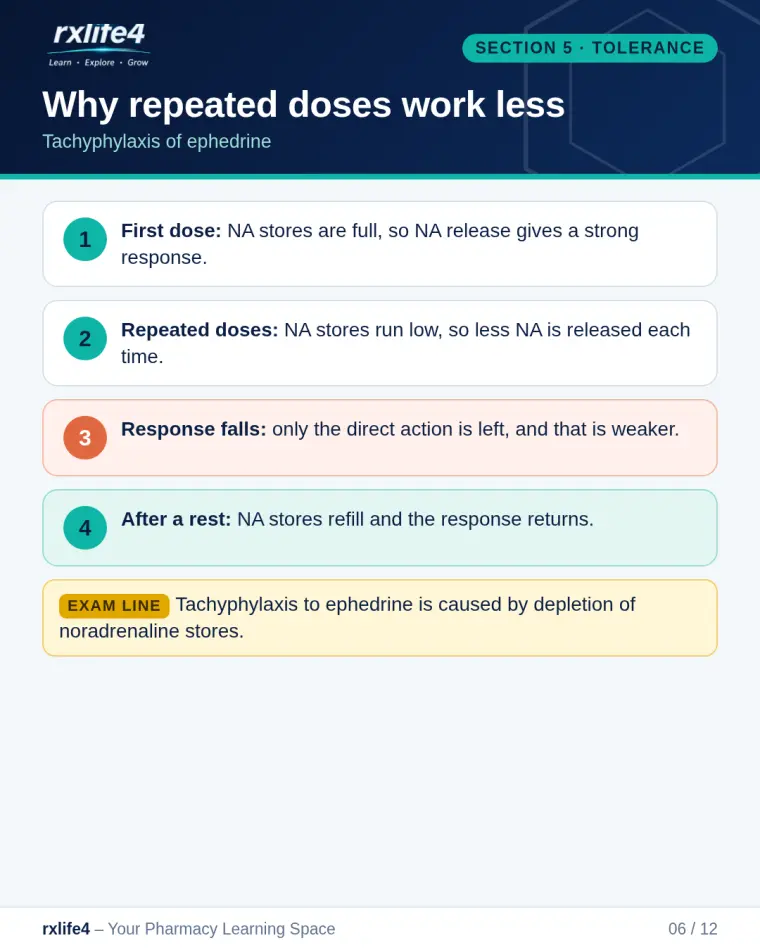 rxlife4
Learn • Explore • Grow
SECTION 5 · TOLERANCE
Why repeated doses work less
Tachyphylaxis of ephedrine
1
First dose: NA stores are full, so NA release gives a strong
response.
2
Repeated doses: NA stores run low, so less NA is released each
time.
3
Response falls: only the direct action is left, and that is weaker.
4
After a rest: NA stores refill and the response returns.
EXAM LINE Tachyphylaxis to ephedrine is caused by depletion of
noradrenaline stores.
rxlife4 – Your Pharmacy Learning Space
06 / 12